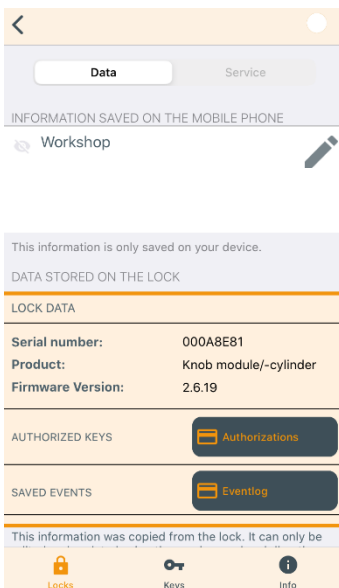 Data
Service
INFORMATION SAVED ON THE MOBILE PHONE
Workshop
This information is only saved on your device.
DATA STORED ON THE LOCK
LOCK DATA
Serial number: 000A8E81
Product: Knob module/-cylinder
Firmware Version: 2.6.19
AUTHORIZED KEYS
Authorizations
SAVED EVENTS
Eventlog
This information was copied from the lock. It can only be
Locks
Keys
Info